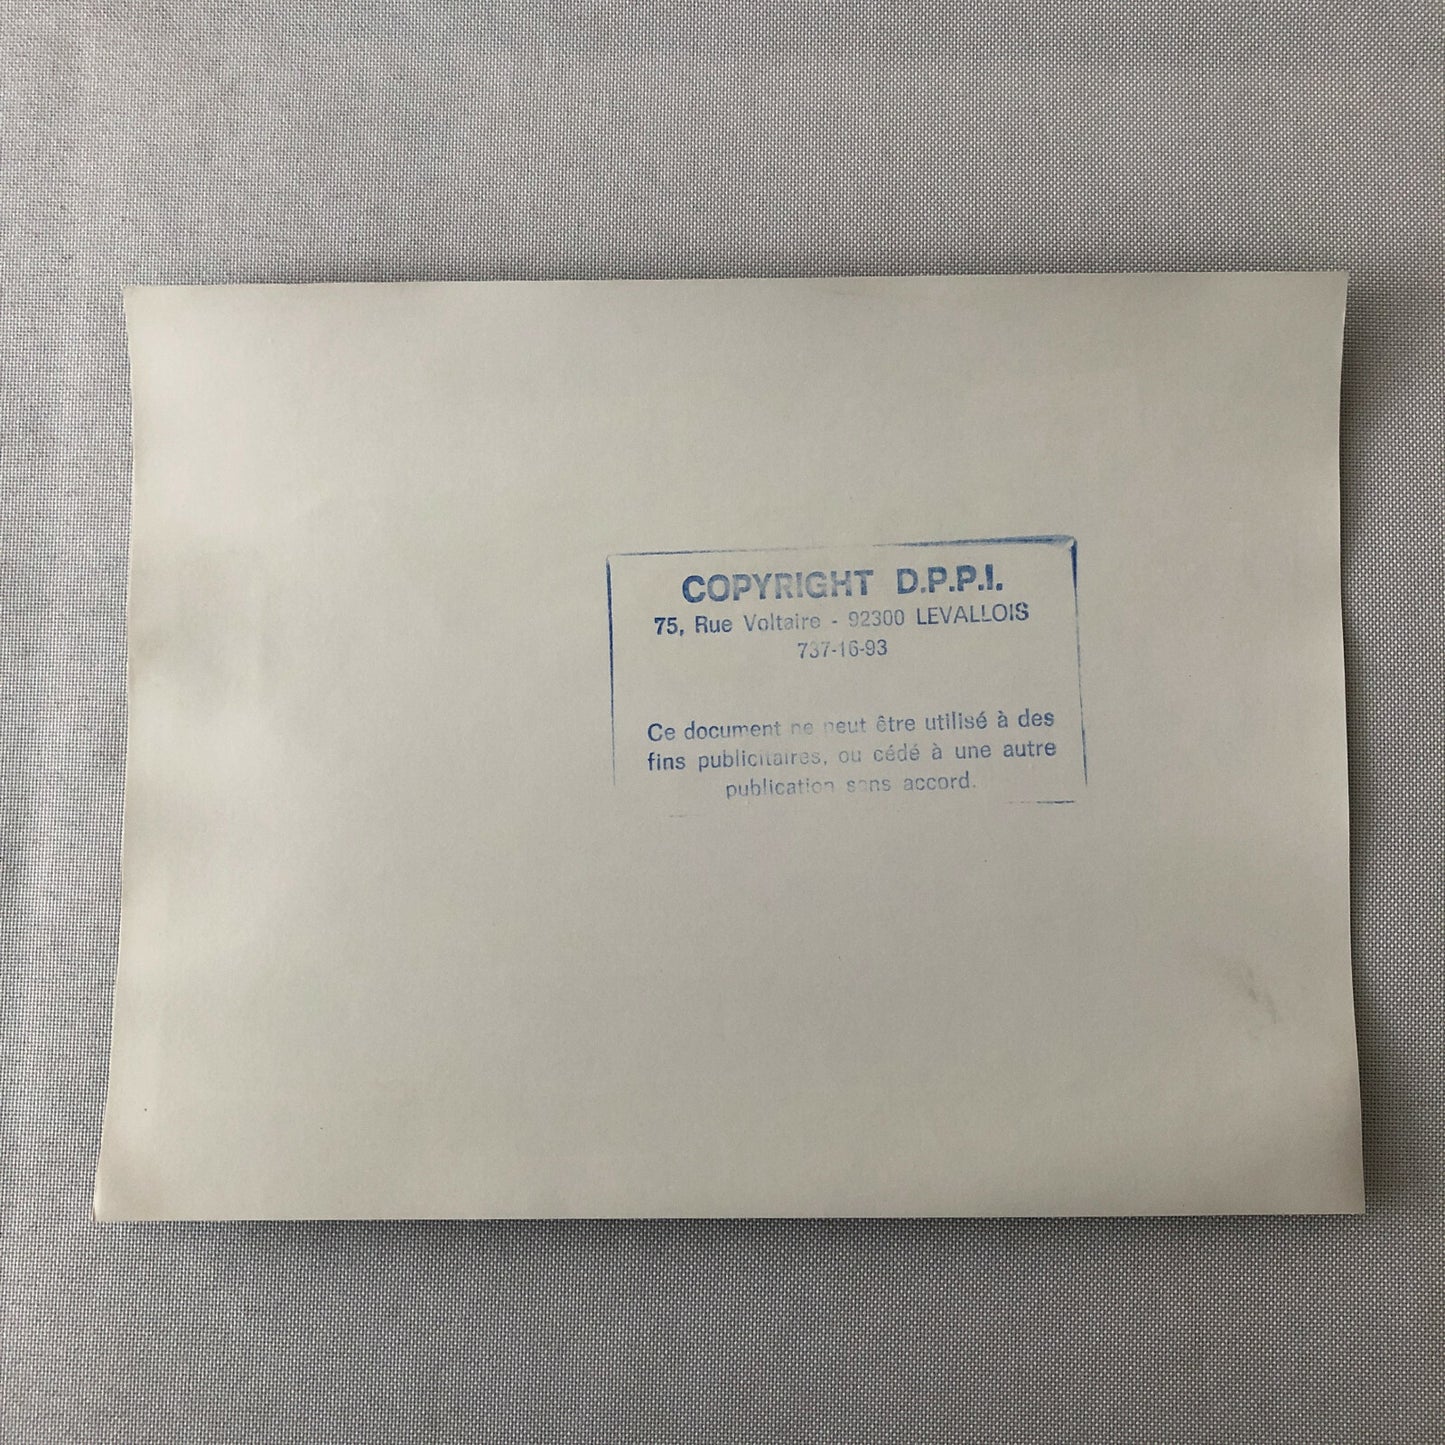 COPYRIGHT D.P.P.I.
75, Rue Voltaire - 92300 LEVALLOIS
737-16-93
Ce document ne peut être utilisé à des
fins publicitaires, ou cédé à une autre
publication sans accord.